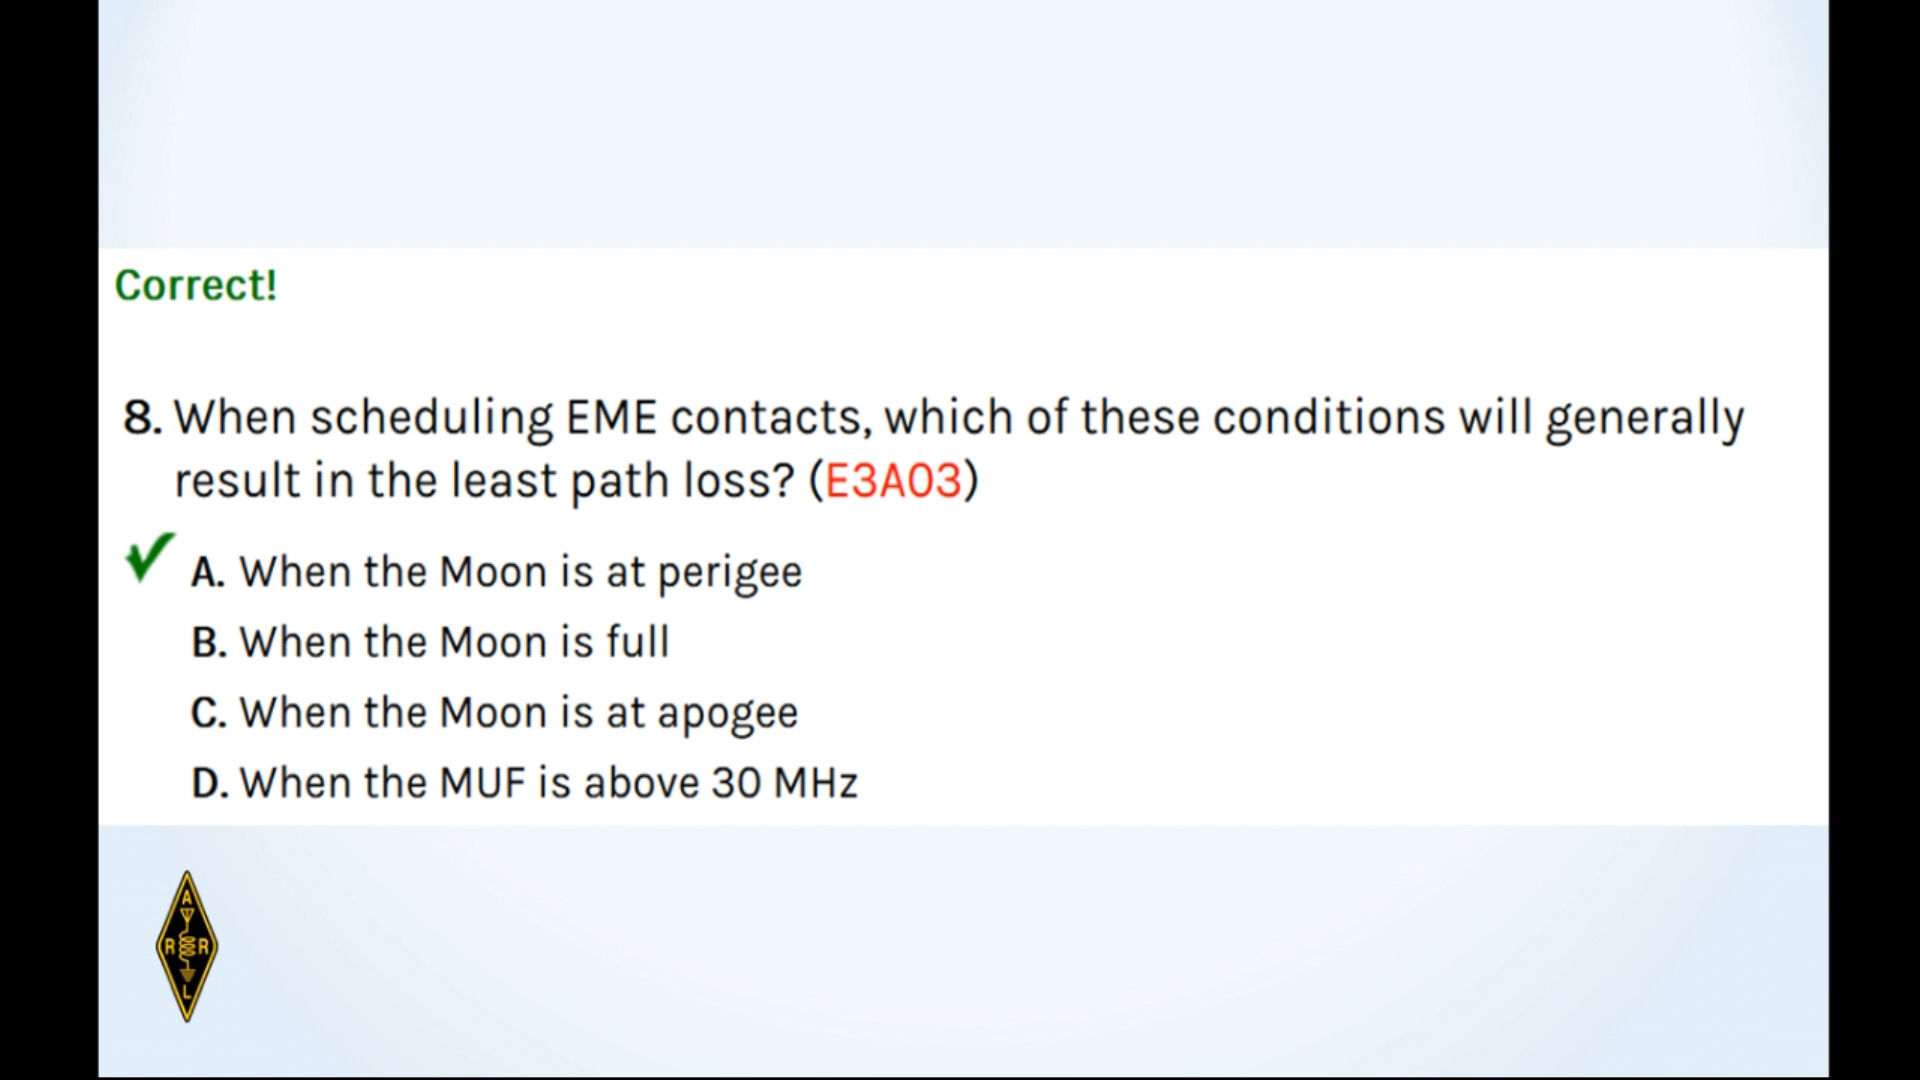 Correct!
8. When scheduling EME contacts, which of these conditions will generally
result in the least path loss? (E3A03)
A. When the Moon is at perigee
B. When the Moon is full
C. When the Moon is at apogee
D. When the MUF is above 30 MHz
A
R R
L